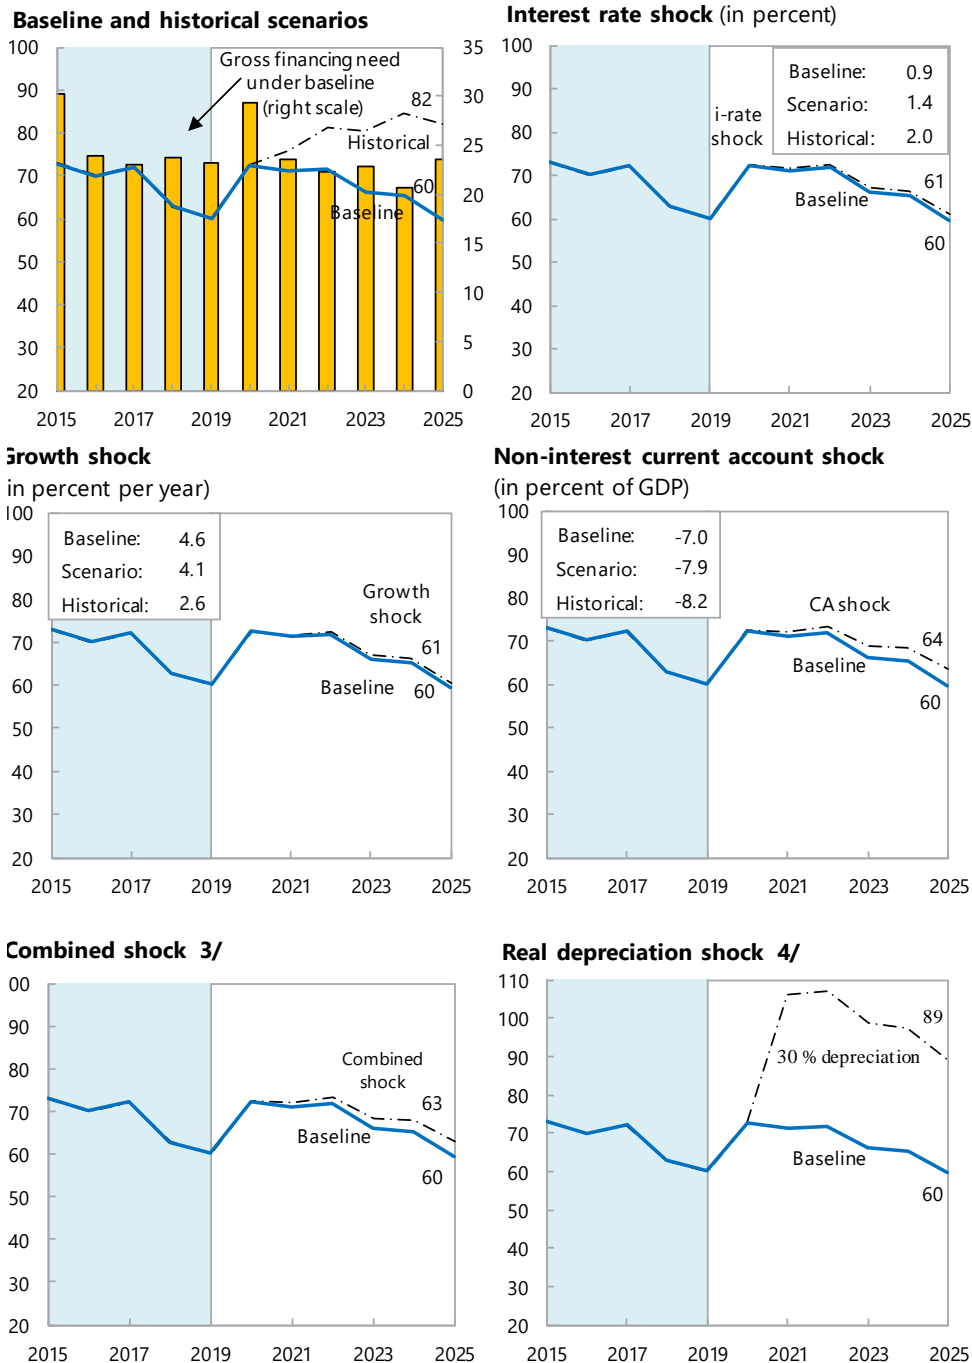 Baseline and historical scenarios
100
90
80
70
60
50
40
30
20
35
30
25
20
15
10
5
0
Gross financing need
under baseline
(right scale)
82
Historical
60
Baseline
2015 2017 2019 2021 2023 2025
Interest rate shock (in percent)
100
90
80
70
60
50
40
30
20
Baseline: 0.9
Scenario: 1.4
Historical: 2.0
i-rate
shock
61
Baseline
60
2015 2017 2019 2021 2023 2025
Growth shock
in percent per year)
100
90
80
70
60
50
40
30
20
Baseline: 4.6
Scenario: 4.1
Historical: 2.6
Growth
shock
61
Baseline 60
2015 2017 2019 2021 2023 2025
Non-interest current account shock
(in percent of GDP)
100
90
80
70
60
50
40
30
20
Baseline: -7.0
Scenario: -7.9
Historical: -8.2
CA shock
64
Baseline
60
2015 2017 2019 2021 2023 2025
Combined shock 3/
00
90
80
70
60
50
40
30
20
Combined
shock
63
Baseline
60
2015 2017 2019 2021 2023 2025
Real depreciation shock 4/
110
100
90
80
70
60
50
40
30
20
89
30 % depreciation
Baseline
60
2015 2017 2019 2021 2023 2025